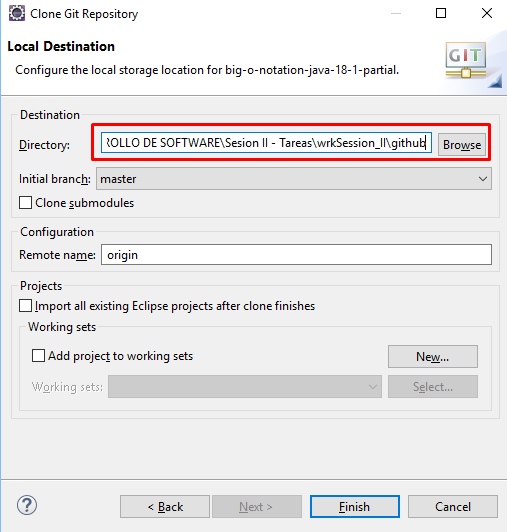 Clone Git Repository
Local Destination
Configure the local storage location for big-o-notation-java-18-1-partial.
GIT
Destination
Directory: ROLLO DE SOFTWARE\Sesion II - Tareas\wrkSession_II\github Browse
Initial branch: master
Clone submodules
Configuration
Remote name: origin
Projects
Import all existing Eclipse projects after clone finishes
Working sets
Add project to working sets New...
Working sets: Select...
? < Back Next > Finish Cancel